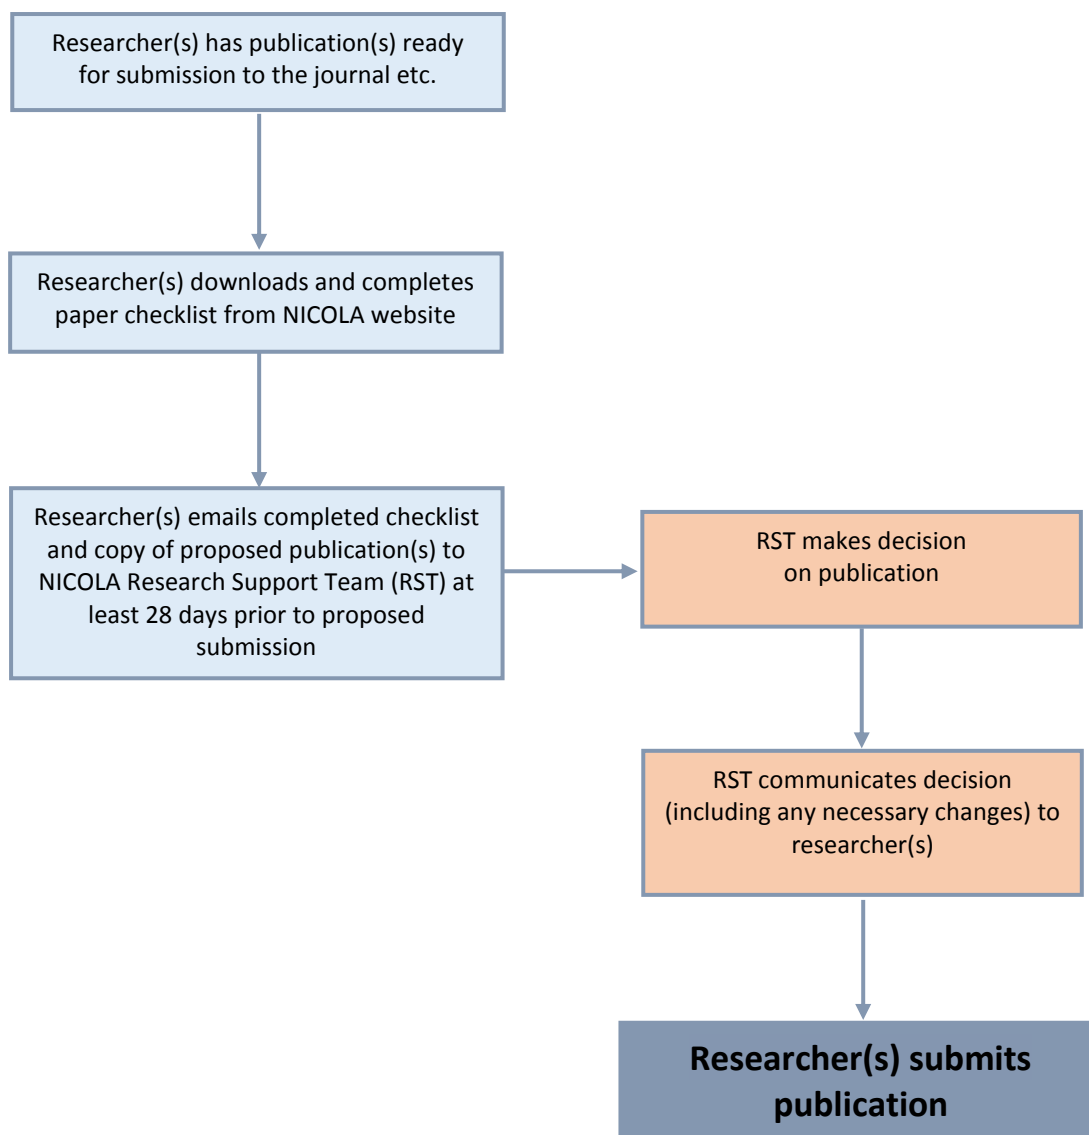 Researcher(s) has publication(s) ready
for submission to the journal etc.
Researcher(s) downloads and completes
paper checklist from NICOLA website
Researcher(s) emails completed checklist
and copy of proposed publication(s) to
NICOLA Research Support Team (RST) at
least 28 days prior to proposed
submission
RST makes decision
on publication
RST communicates decision
(including any necessary changes) to
researcher(s)
Researcher(s) submits
publication